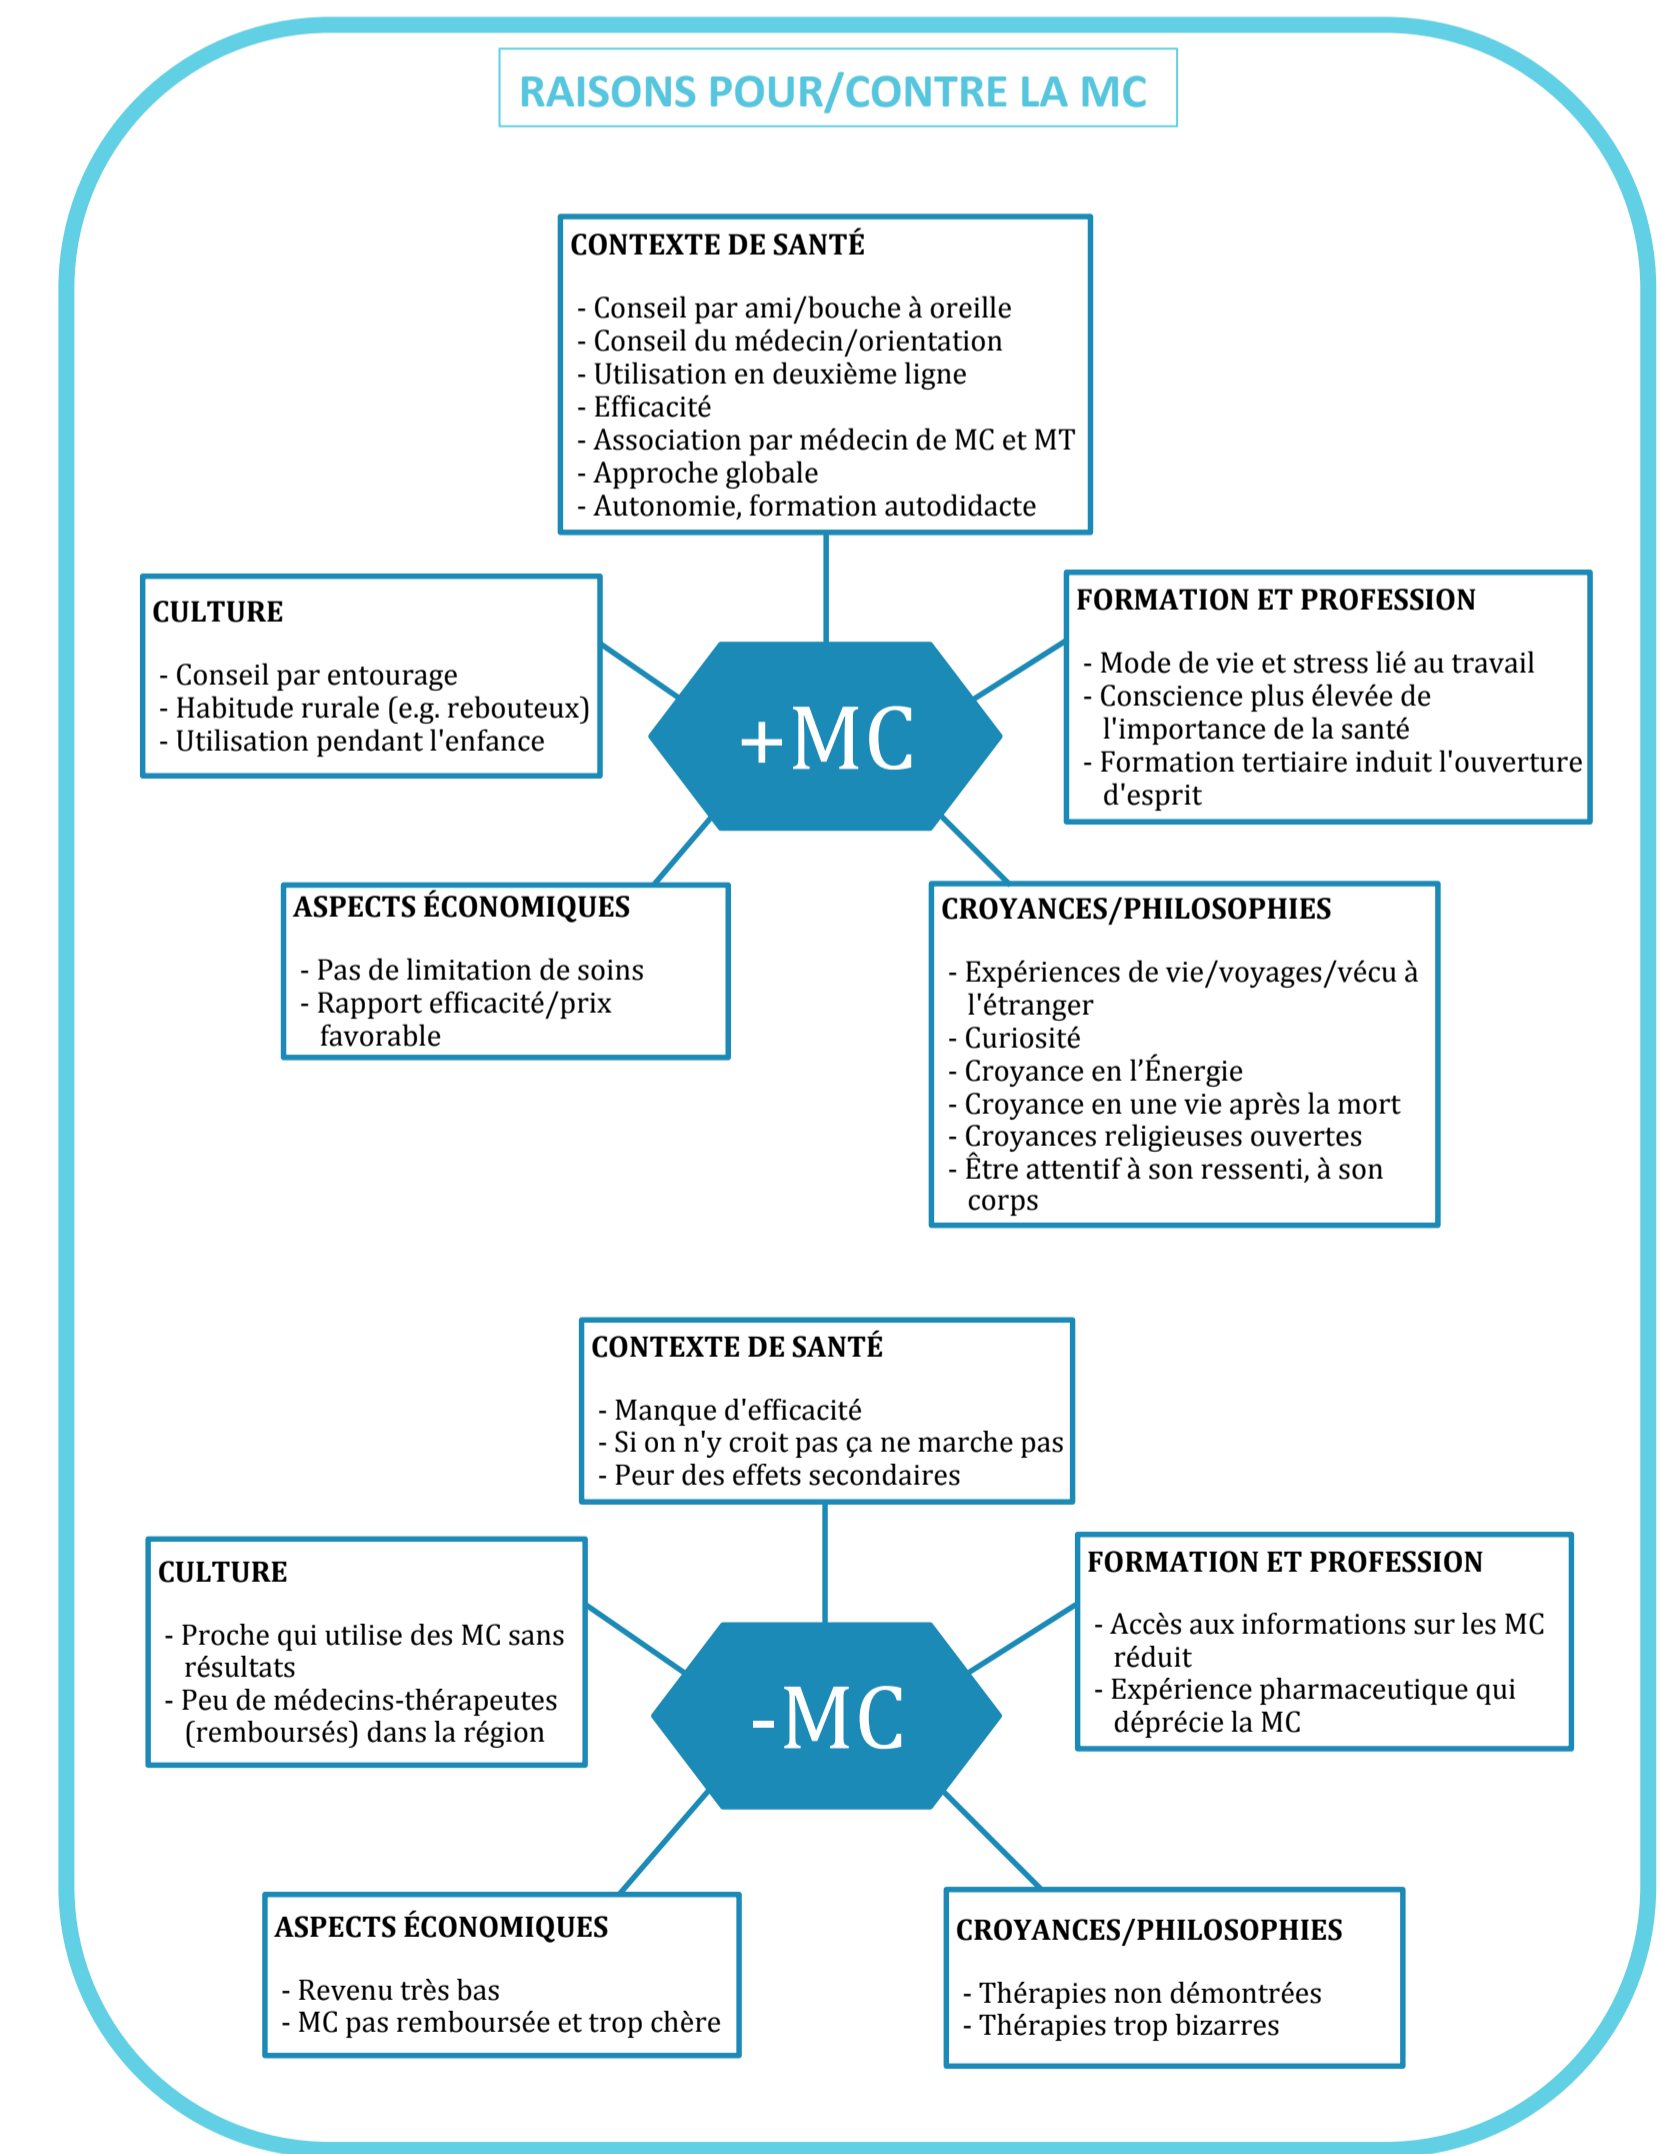 RAISONS POUR/CONTRE LA MC
CONTEXTE DE SANTÉ
- Conseil par ami/bouche à oreille
- Conseil du médecin/orientation
- Utilisation en deuxième ligne
- Efficacité
- Association par médecin de MC et MT
- Approche globale
- Autonomie, formation autodidacte
CULTURE
- Conseil par entourage
- Habitude rurale (e.g. rebouteux)
- Utilisation pendant l'enfance
+MC
FORMATION ET PROFESSION
- Mode de vie et stress lié au travail
- Conscience plus élevée de
l'importance de la santé
- Formation tertiaire induit l'ouverture
d'esprit
ASPECTS ÉCONOMIQUES
- Pas de limitation de soins
- Rapport efficacité/prix
favorable
CROYANCES/PHILOSOPHIES
- Expériences de vie/voyages/vécu à
l'étranger
- Curiosité
- Croyance en l’Énergie
- Croyance en une vie après la mort
- Croyances religieuses ouvertes
- Être attentif à son ressenti, à son
corps
CONTEXTE DE SANTÉ
- Manque d'efficacité
- Si on n'y croit pas ça ne marche pas
- Peur des effets secondaires
CULTURE
- Proche qui utilise des MC sans
résultats
- Peu de médecins-thérapeutes
(remboursés) dans la région
-MC
FORMATION ET PROFESSION
- Accès aux informations sur les MC
réduit
- Expérience pharmaceutique qui
déprécie la MC
ASPECTS ÉCONOMIQUES
- Revenu très bas
- MC pas remboursée et trop chère
CROYANCES/PHILOSOPHIES
- Thérapies non démontrées
- Thérapies trop bizarres